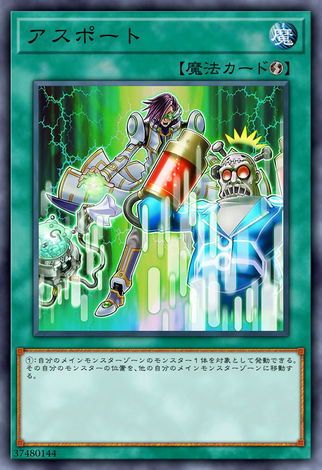 アスポート
魔
【魔法カード】
①:自分のメインモンスターゾーンのモンスター1体を対象として発動できる。
その自分のモンスターの位置を、他の自分のメインモンスターゾーンに移動す
る。
37480144